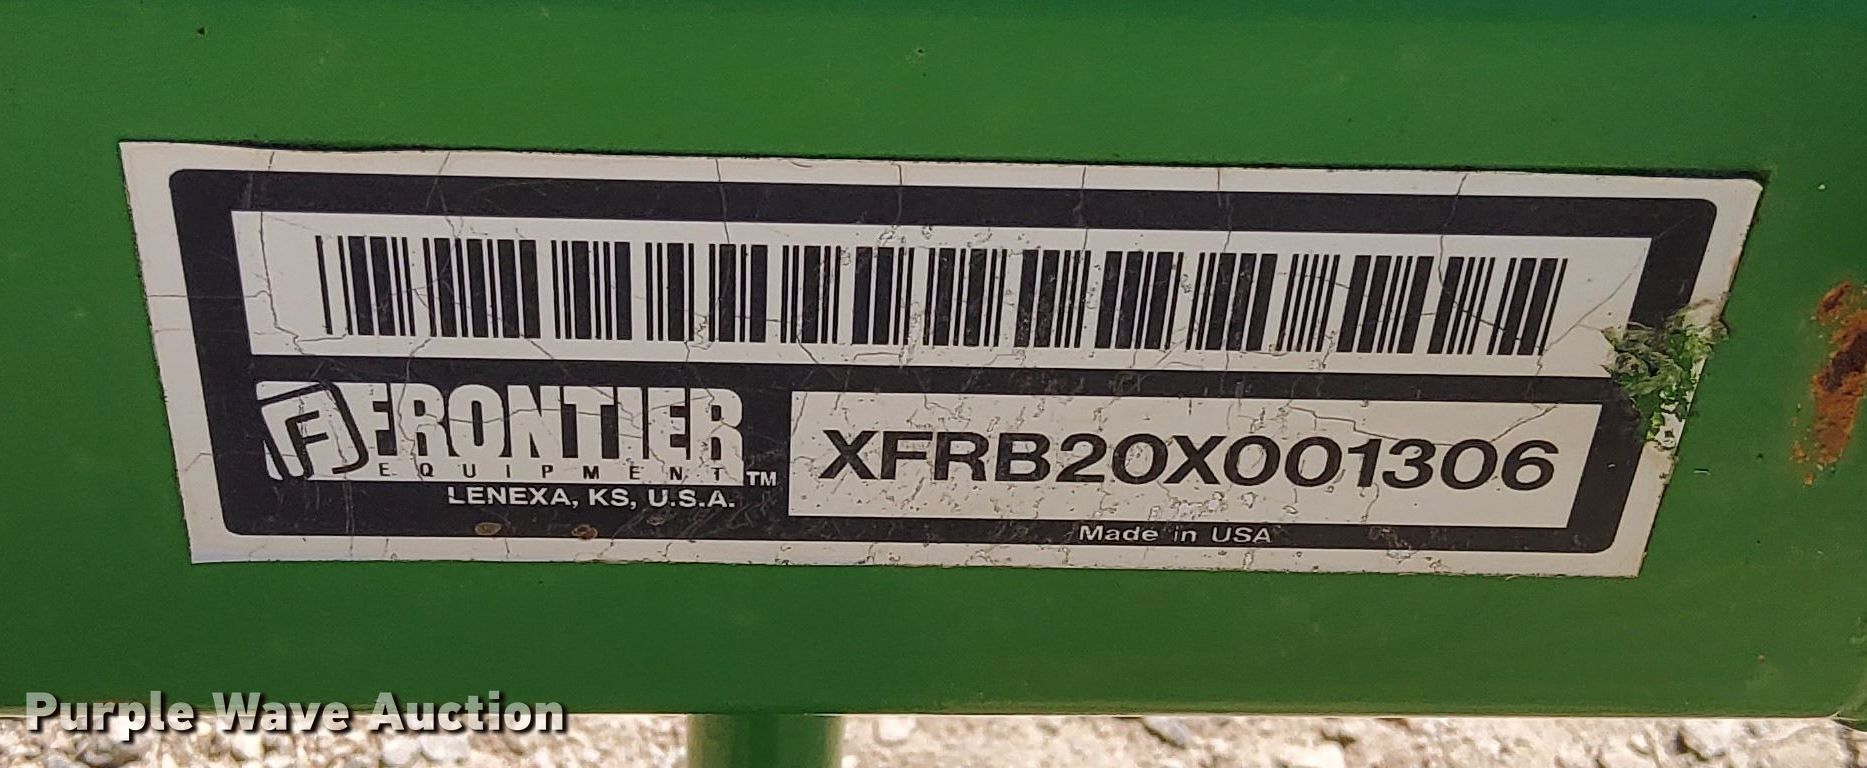 F FRONTIER
EQUIPMENT TM
LENEXA, KS, U.S.A.
XFRB20X001306
Made in USA
Purple Wave Auction